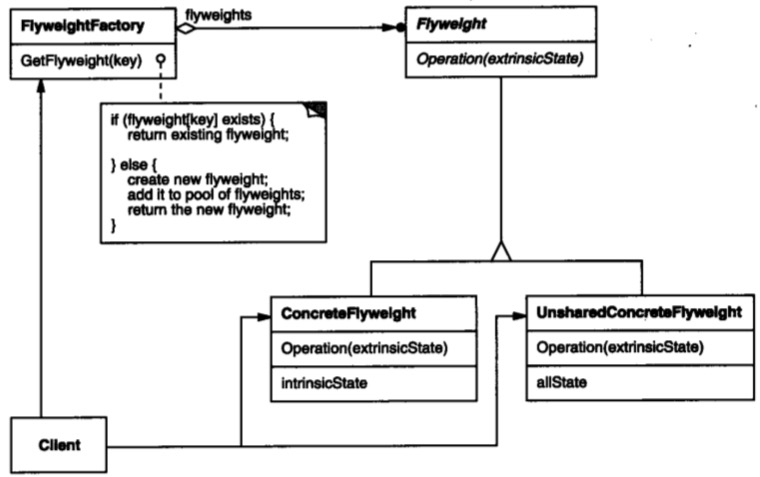 FlyweightFactory
GetFlyweight(key)
flyweights
Flyweight
Operation(extrinsicState)
if (flyweight[key] exists) {
return existing flyweight;
} else {
create new flyweight;
add it to pool of flyweights;
return the new flyweight;
}
ConcreteFlyweight
Operation(extrinsicState)
intrinsicState
UnsharedConcreteFlyweight
Operation(extrinsicState)
allState
Client